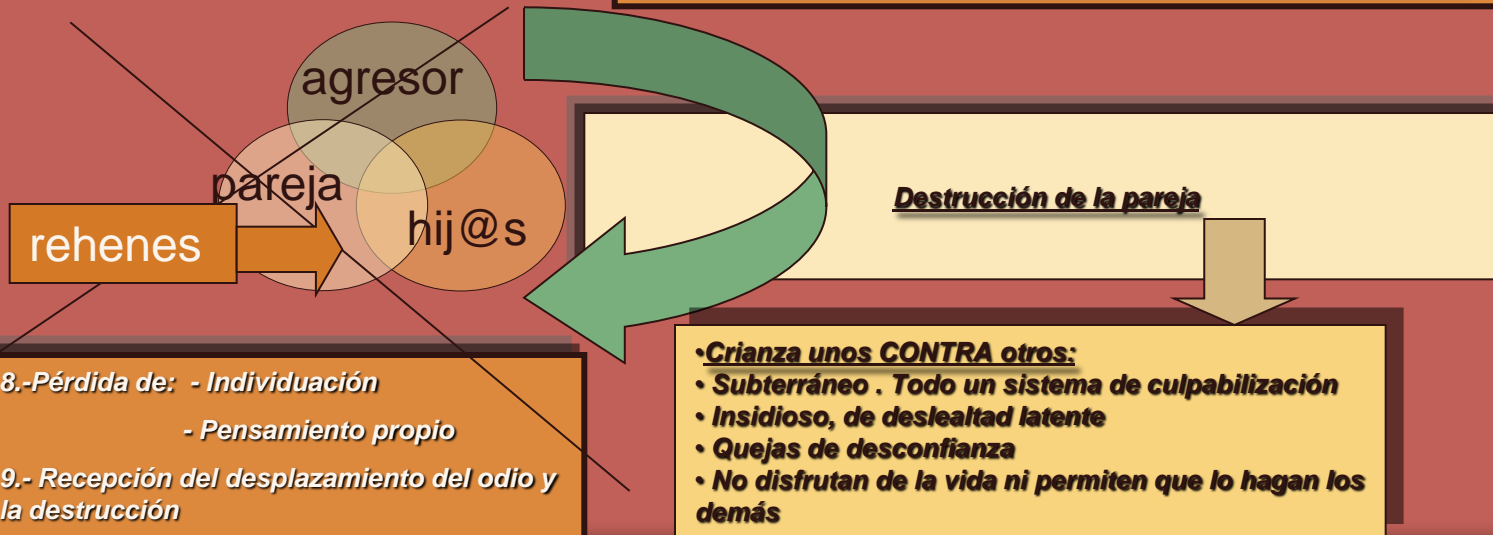 agresor
pareja
hij@s
rehenes
Destrucción de la pareja
8.-Pérdida de: - Individuación
- Pensamiento propio
9.- Recepción del desplazamiento del odio y
la destrucción
•Crianza unos CONTRA otros:
• Subterráneo . Todo un sistema de culpabilización
• Insidioso, de deslealtad latente
• Quejas de desconfianza
• No disfrutan de la vida ni permiten que lo hagan los
demás